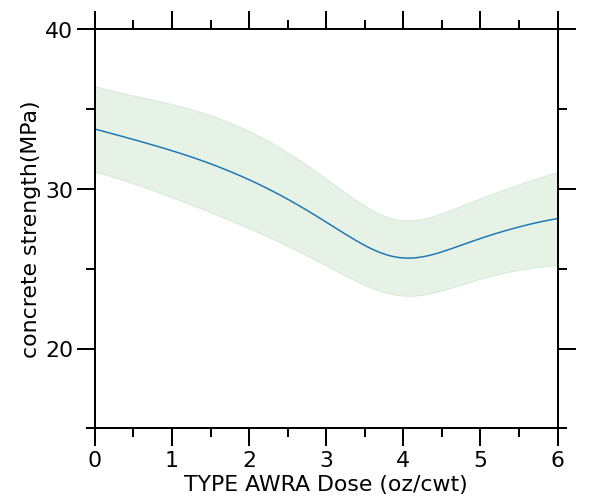 40
30
20
concrete strength(MPa)
0 1 2 3 4 5 6
TYPE AWRA Dose (oz/cwt)